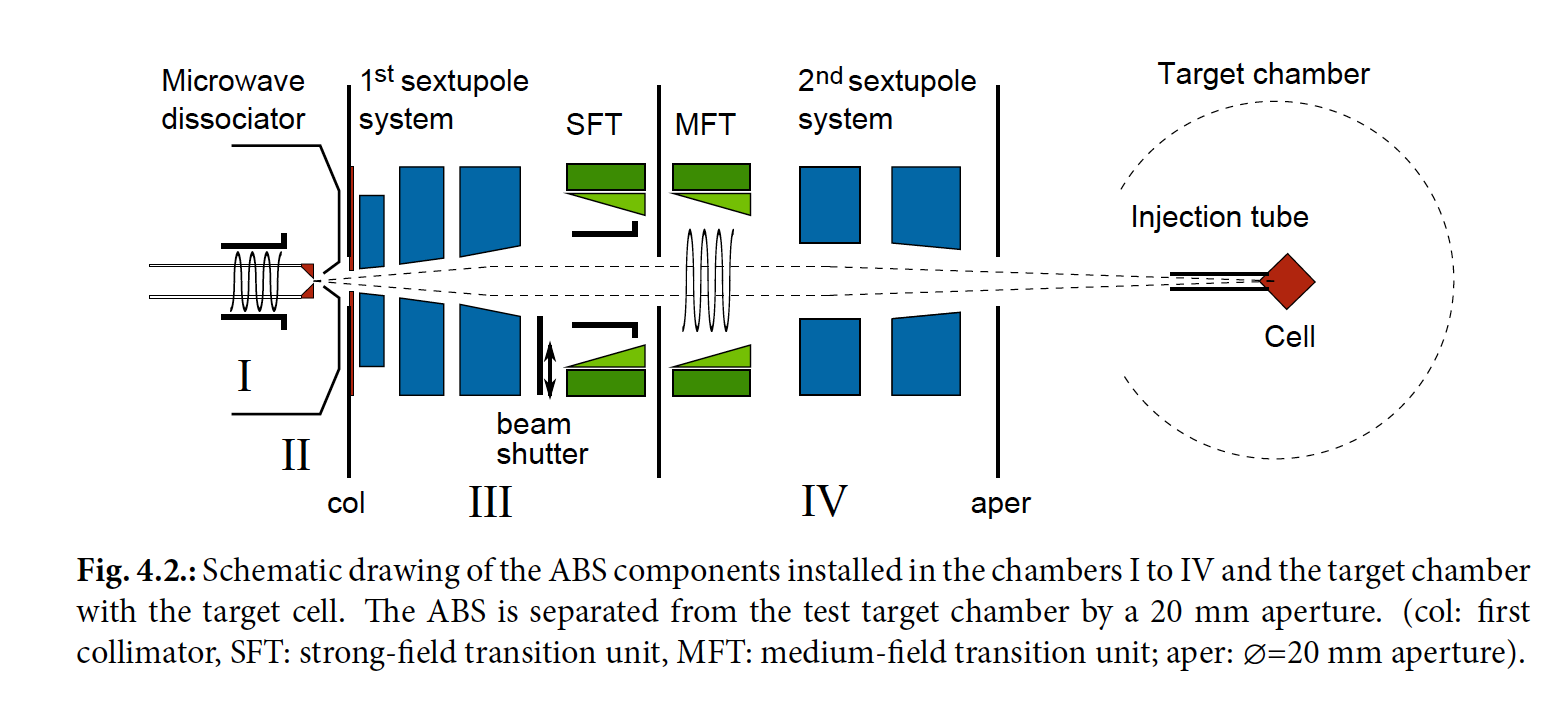 Microwave
dissociator
1st sextupole
system
SFT
MFT
2nd sextupole
system
Target chamber
Injection tube
Cell
I
II
beam
shutter
col
III
IV
aper
Fig. 4.2.: Schematic drawing of the ABS components installed in the chambers I to IV and the target chamber
with the target cell. The ABS is separated from the test target chamber by a 20 mm aperture. (col: first
collimator, SFT: strong-field transition unit, MFT: medium-field transition unit; aper: ∅=20 mm aperture).